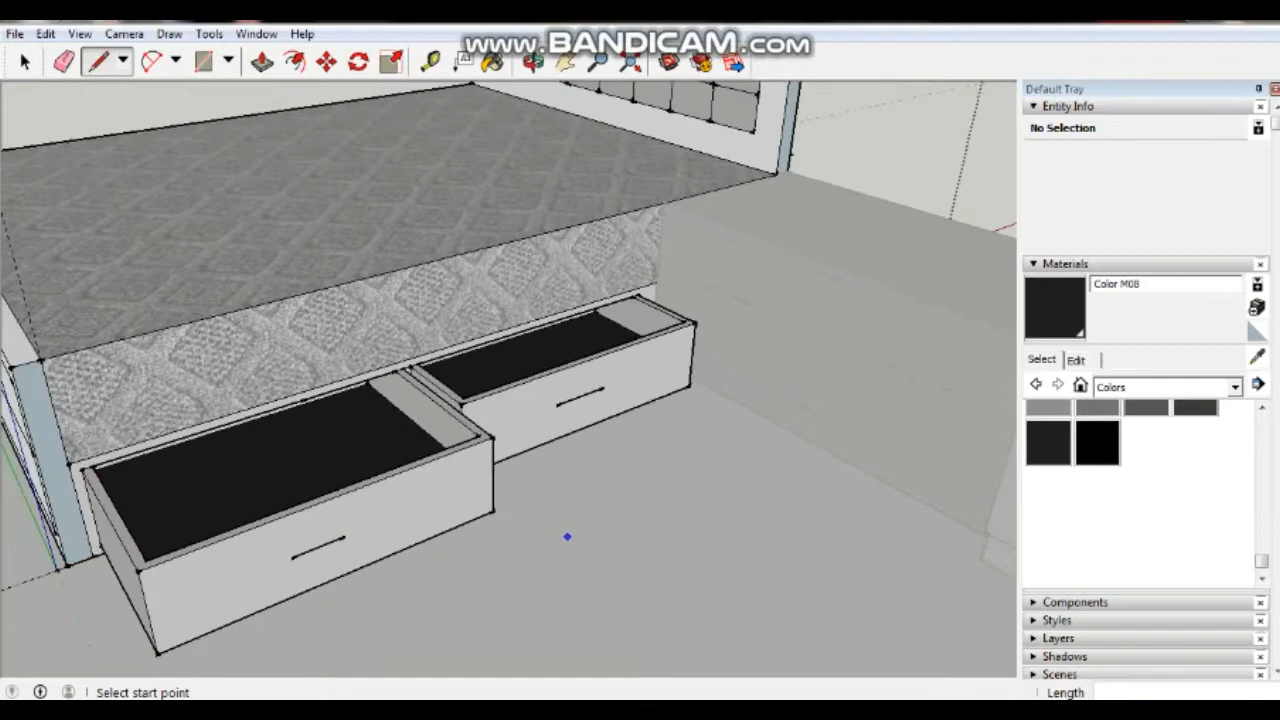 www.BANDICAM.com
File Edit View Camera Draw Tools Window Help
Default Tray
Entity Info
No Selection
Materials
Color M08
Select Edit
Colors
Components
Styles
Layers
Shadows
Scenes
Select start point
Length